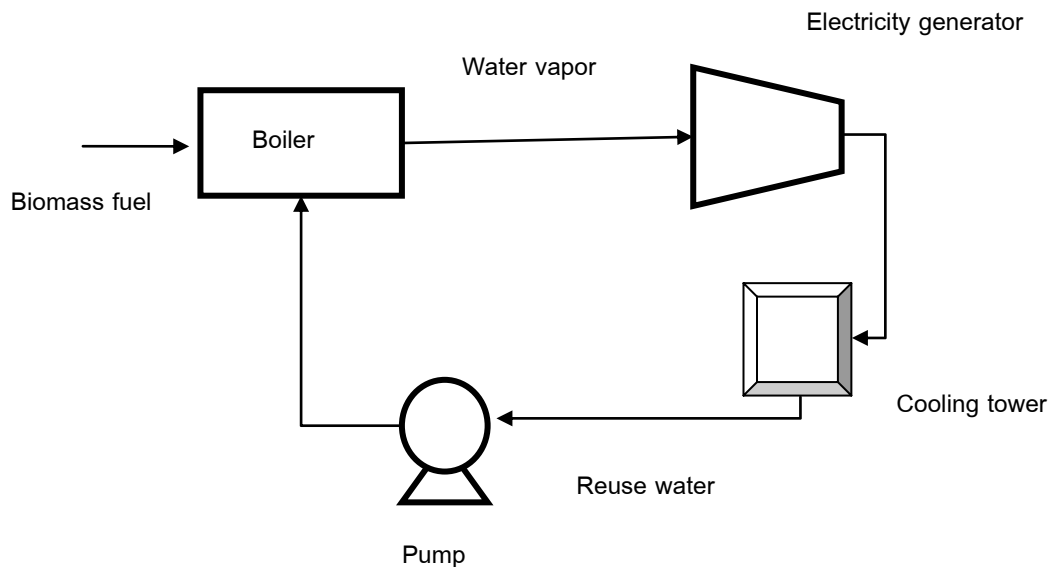 Electricity generator
Water vapor
Boiler
Biomass fuel
Cooling tower
Reuse water
Pump